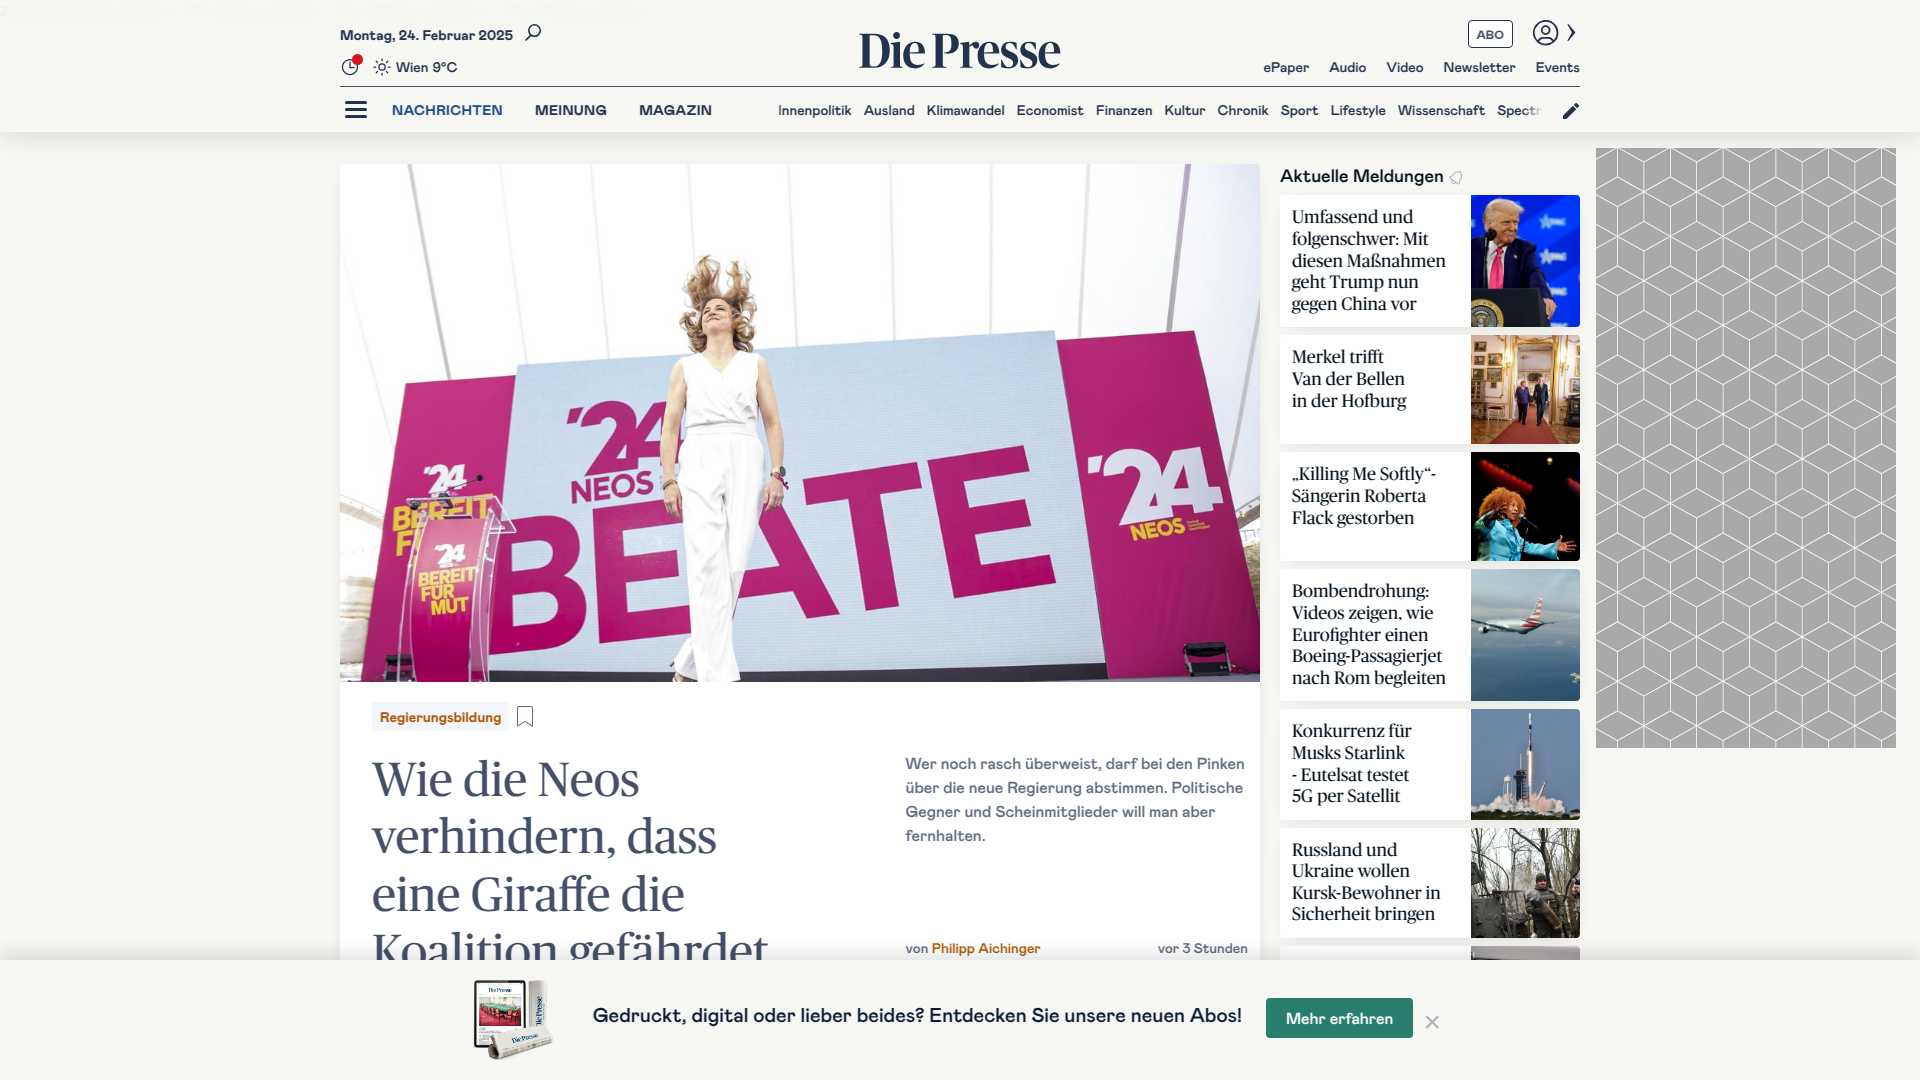 Montag, 24. Februar 2025
Die Presse
ABO
Wien 9°C
ePaper Audio Video Newsletter Events
NACHRICHTEN MEINUNG MAGAZIN
Innenpolitik Ausland Klimawandel Economist Finanzen Kultur Chronik Sport Lifestyle Wissenschaft Spectr
'24
NEOS
BEATE
'24
BEREIT
'24
BEREIT
FÜR
MUT
'24
NEOS
Regierungsbildung
Wie die Neos
verhindern, dass
eine Giraffe die
Koalition gefährdet
Wer noch rasch überweist, darf bei den Pinken
über die neue Regierung abstimmen. Politische
Gegner und Scheinmitglieder will man aber
fernhalten.
von Philipp Aichinger
vor 3 Stunden
Aktuelle Meldungen
Umfassend und
folgenschwer: Mit
diesen Maßnahmen
geht Trump nun
gegen China vor
Merkel trifft
Van der Bellen
in der Hofburg
„Killing Me Softly“-
Sängerin Roberta
Flack gestorben
Bombendrohung:
Videos zeigen, wie
Eurofighter einen
Boeing-Passagierjet
nach Rom begleiten
Konkurrenz für
Musks Starlink
- Eutelsat testet
5G per Satellit
Russland und
Ukraine wollen
Kursk-Bewohner in
Sicherheit bringen
Die Presse
Die Presse
Die Presse
Gedruckt, digital oder lieber beides? Entdecken Sie unsere neuen Abos!
Mehr erfahren